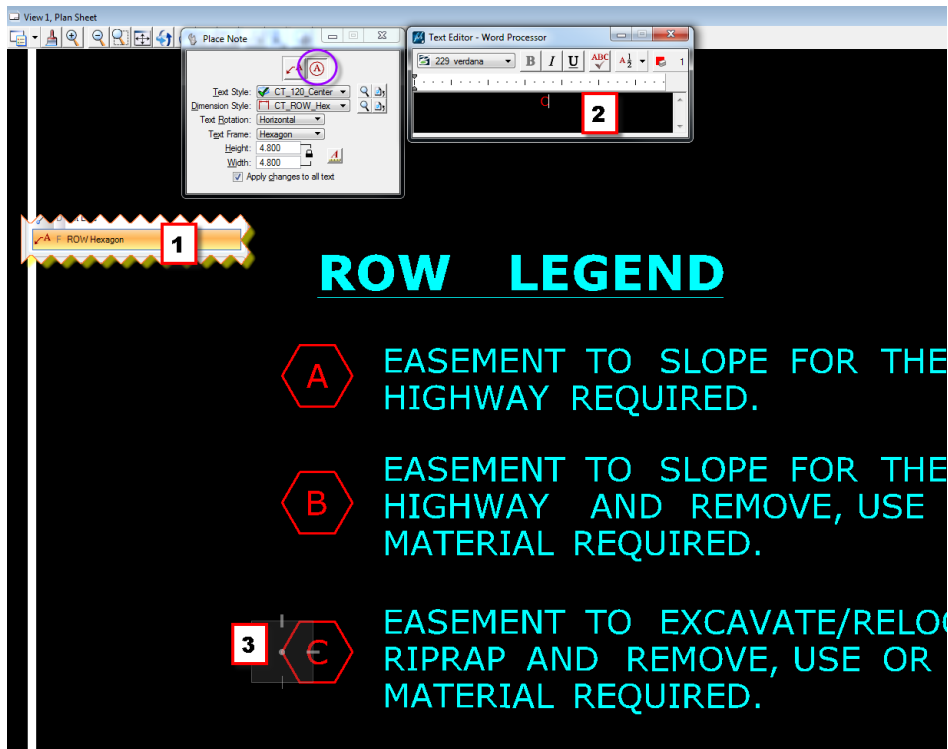 View 1, Plan Sheet
Place Note
Text Style: CT_120_Center
Dimension Style: CT_ROW_Hex
Text Rotation: Horizontal
Text Frame: Hexagon
Height: 4.800
Width: 4.800
Apply changes to all text
Text Editor - Word Processor
229 verdana B I U ABC 1
C
2
F ROW Hexagon
1
ROW LEGEND
A
EASEMENT TO SLOPE FOR THE
HIGHWAY REQUIRED.
B
EASEMENT TO SLOPE FOR THE
HIGHWAY AND REMOVE, USE
MATERIAL REQUIRED.
3
C
EASEMENT TO EXCAVATE/RELOC
RIPRAP AND REMOVE, USE OR
MATERIAL REQUIRED.